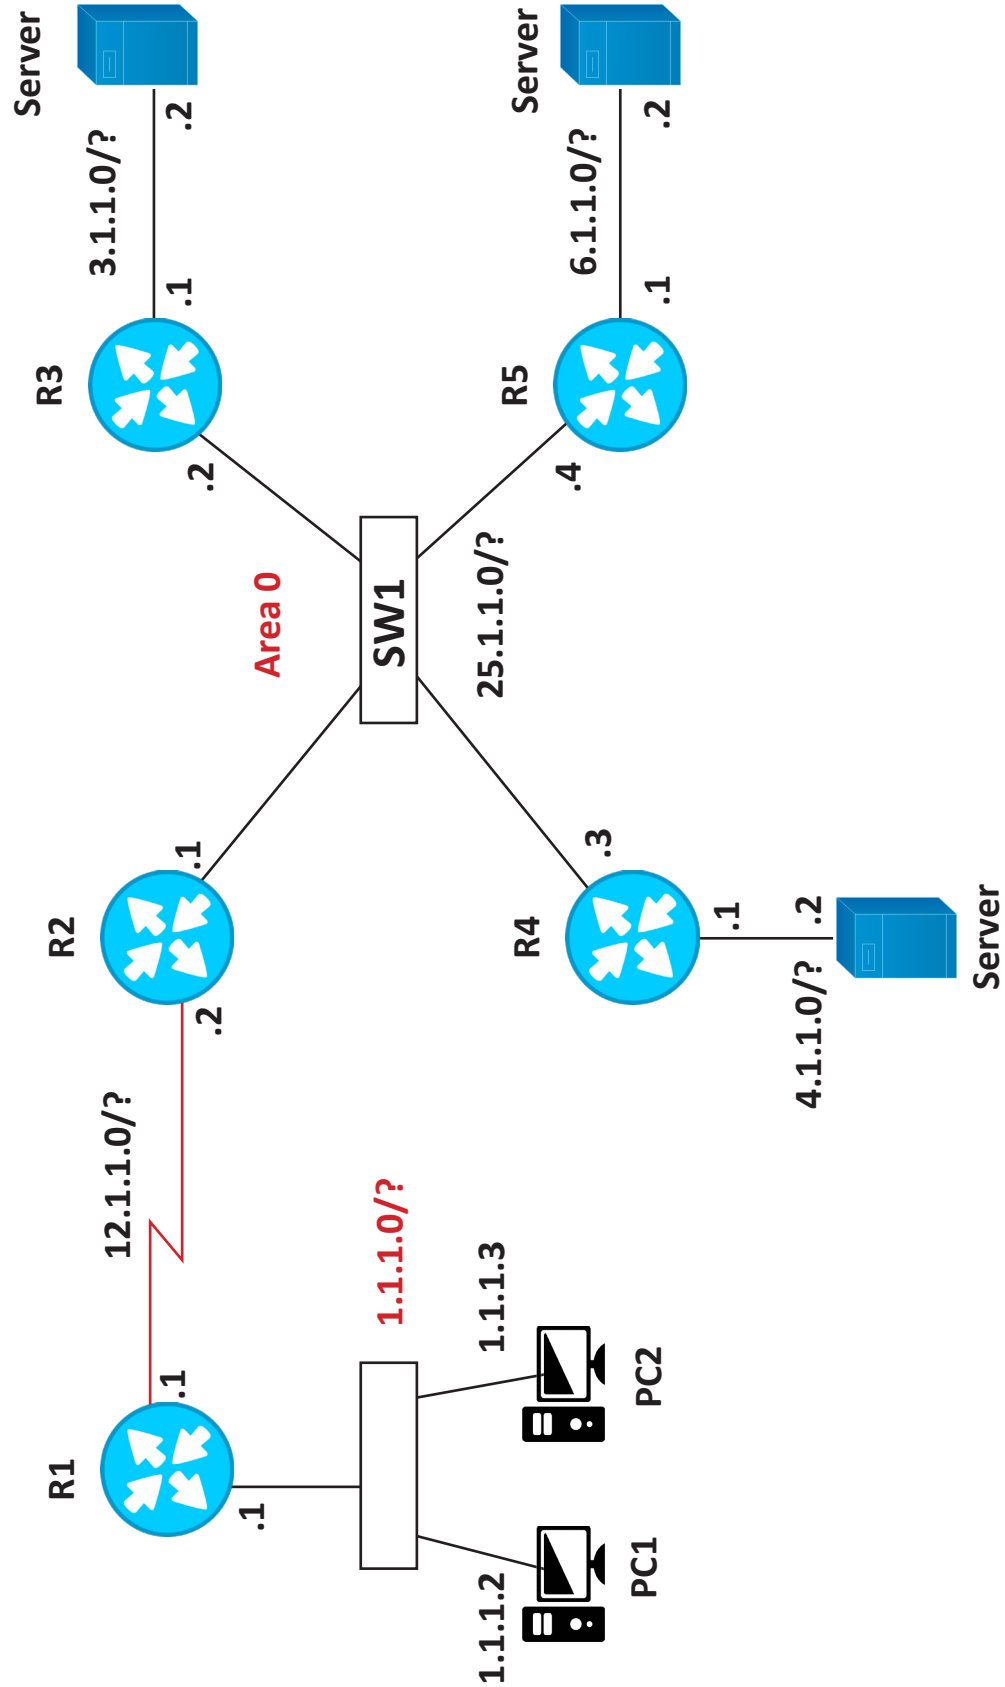 R1
.1
12.1.1.0/?
.2
R2
.1
Area 0
.2
R3
.1
3.1.1.0/?
.2
Server
.1
1.1.1.0/?
SW1
1.1.1.2
PC1
1.1.1.3
PC2
25.1.1.0/?
.3
R4
.1
.2
4.1.1.0/?
Server
.4
R5
.1
6.1.1.0/?
.2
Server